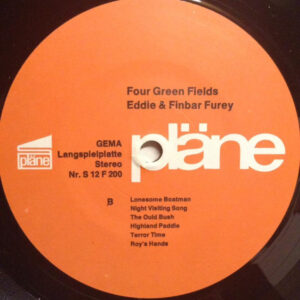 Four Green Fields
Eddie & Finbar Furey
pläne
GEMA
Langspielplatte
Stereo
Nr. S 12 F 200
pläne
B
Lonesome Boatman
Night Visiting Song
The Ould Bush
Highland Paddle
Terror Time
Roy's Hands